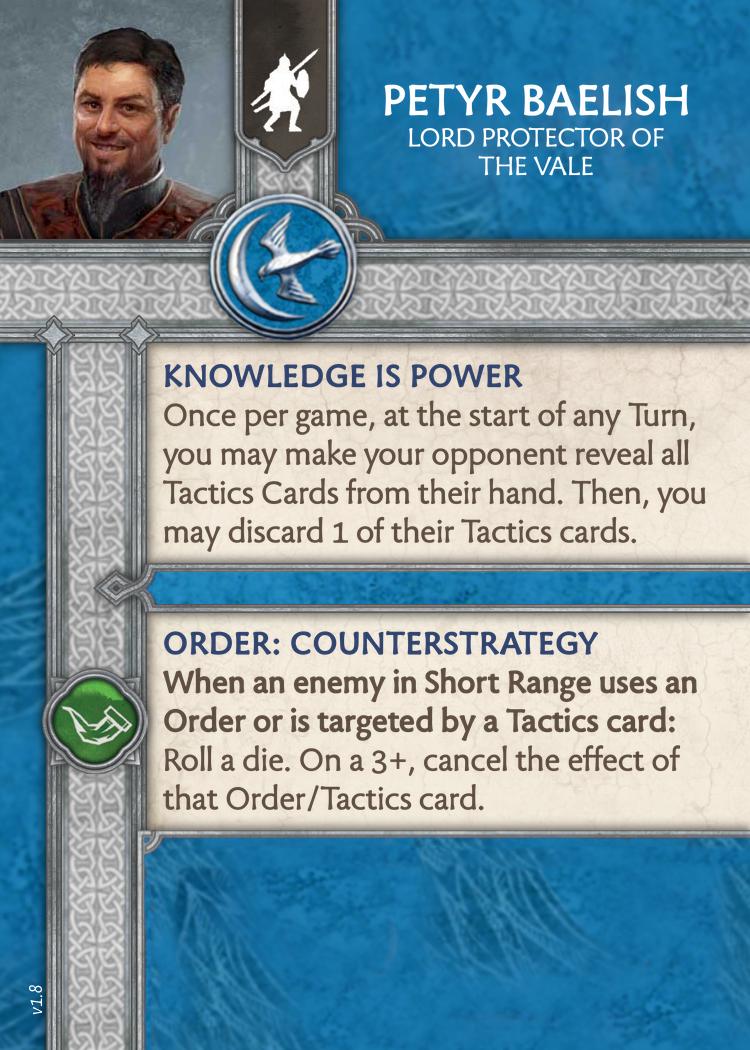 PETYR BAELISH
LORD PROTECTOR OF
THE VALE
KNOWLEDGE IS POWER
Once per game, at the start of any Turn,
you may make your opponent reveal all
Tactics Cards from their hand. Then, you
may discard 1 of their Tactics cards.
ORDER: COUNTERSTRATEGY
When an enemy in Short Range uses an
Order or is targeted by a Tactics card:
Roll a die. On a 3+, cancel the effect of
that Order/Tactics card.
v1.8